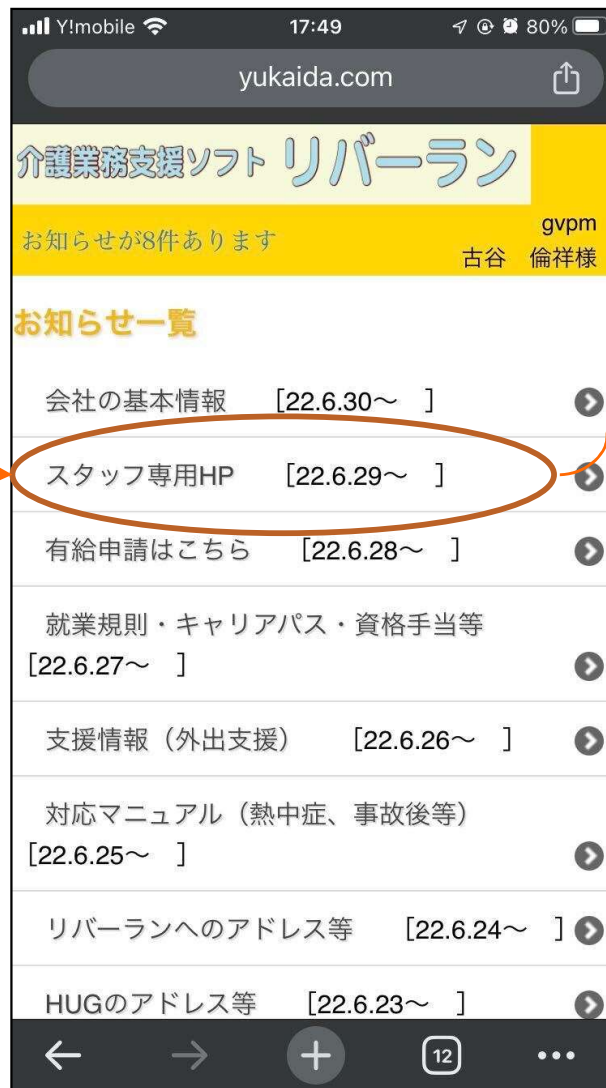 Y!mobile 17:49 80%
yukaida.com
介護業務支援ソフト リバーラン
お知らせが8件あります
gvpm
古谷 倫祥様
お知らせ一覧
会社の基本情報 [22.6.30～ ]
スタッフ専用HP [22.6.29～ ]
有給申請はこちら [22.6.28～ ]
就業規則・キャリアパス・資格手当等
[22.6.27～ ]
支援情報（外出支援） [22.6.26～ ]
対応マニュアル（熱中症、事故後等）
[22.6.25～ ]
リバーランへのアドレス等 [22.6.24～ ]
HUGのアドレス等 [22.6.23～ ]
12